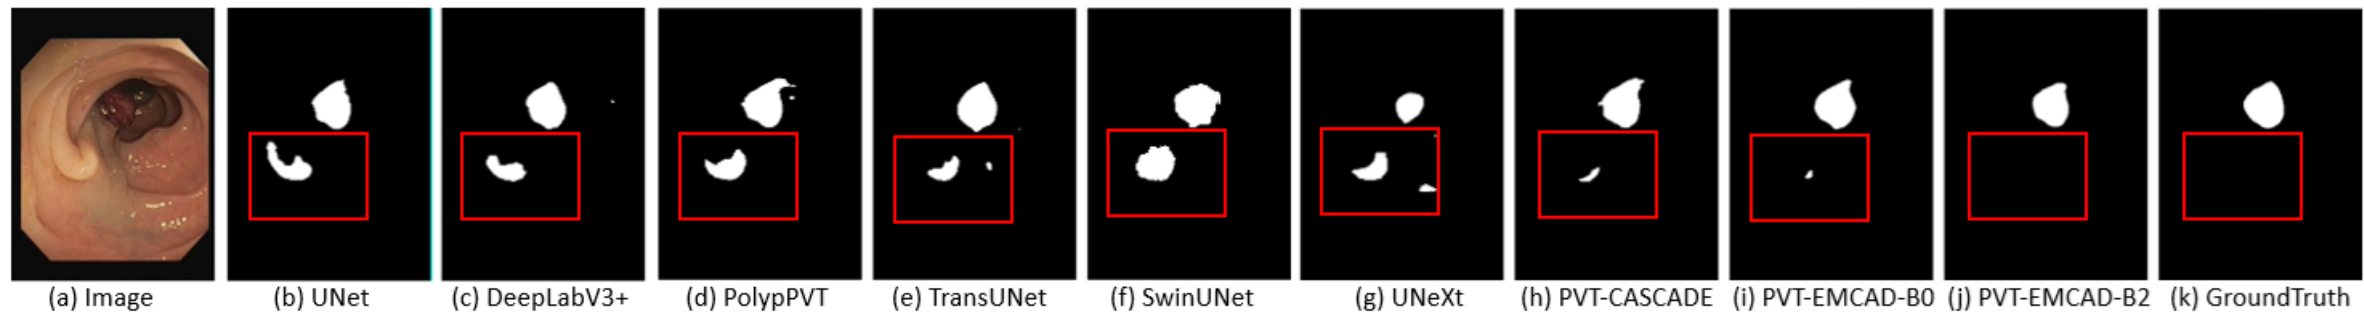 (a) Image (b) UNet (c) DeepLabV3+ (d) PolypPVT (e) TransUNet (f) SwinUNet (g) UNeXt (h) PVT-CASCADE (i) PVT-EMCAD-B0 (j) PVT-EMCAD-B2 (k) GroundTruth